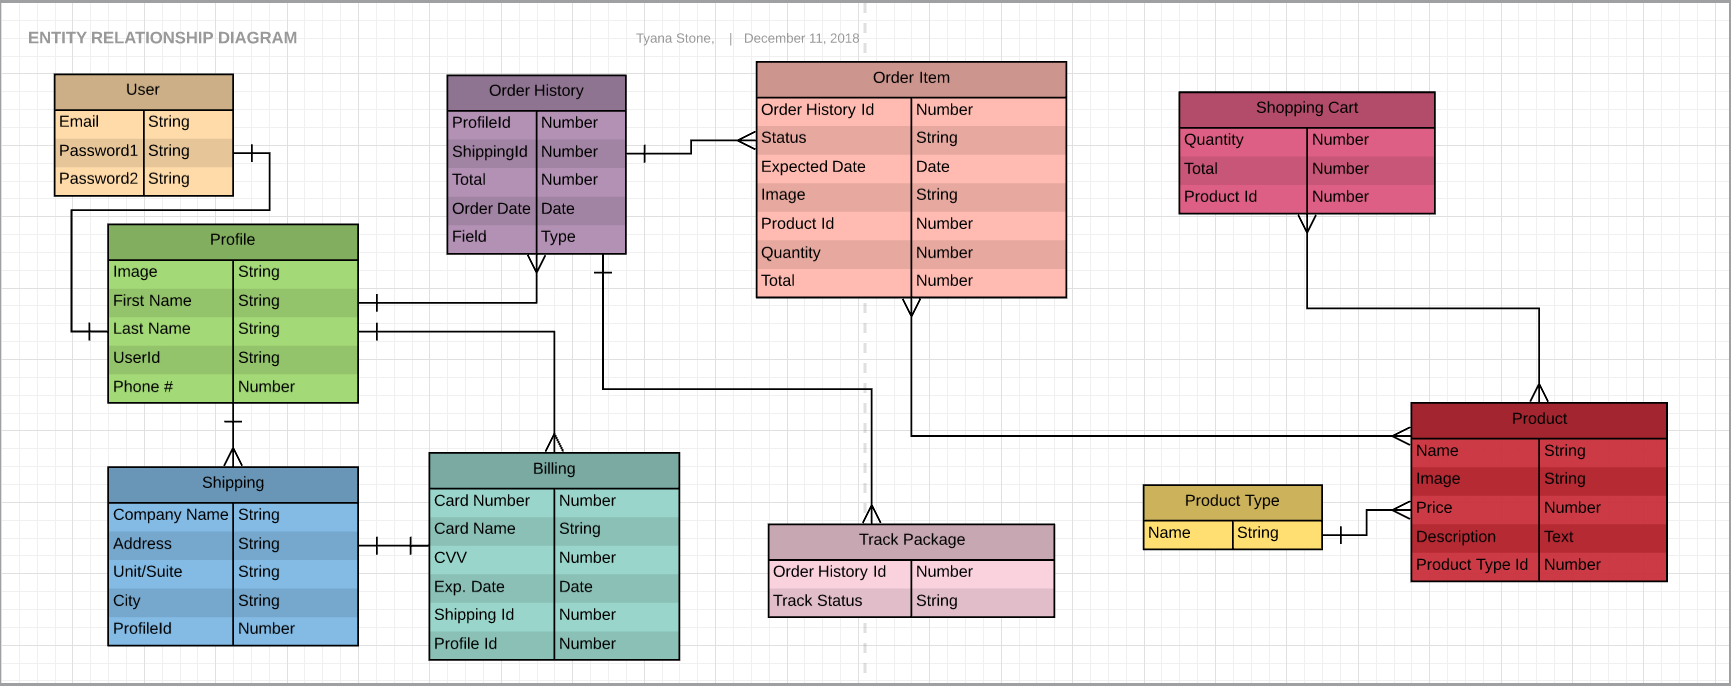 ENTITY RELATIONSHIP DIAGRAM
Tyana Stone, | December 11, 2018
User
Email String
Password1 String
Password2 String
Profile
Image String
First Name String
Last Name String
UserId String
Phone # Number
Shipping
Company Name String
Address String
Unit/Suite String
City String
ProfileId Number
Order History
ProfileId Number
ShippingId Number
Total Number
Order Date Date
Field Type
Billing
Card Number Number
Card Name String
CVV Number
Exp. Date Date
Shipping Id Number
Profile Id Number
Order Item
Order History Id Number
Status String
Expected Date Date
Image String
Product Id Number
Quantity Number
Total Number
Track Package
Order History Id Number
Track Status String
Shopping Cart
Quantity Number
Total Number
Product Id Number
Product Type
Name String
Product
Name String
Image String
Price Number
Description Text
Product Type Id Number